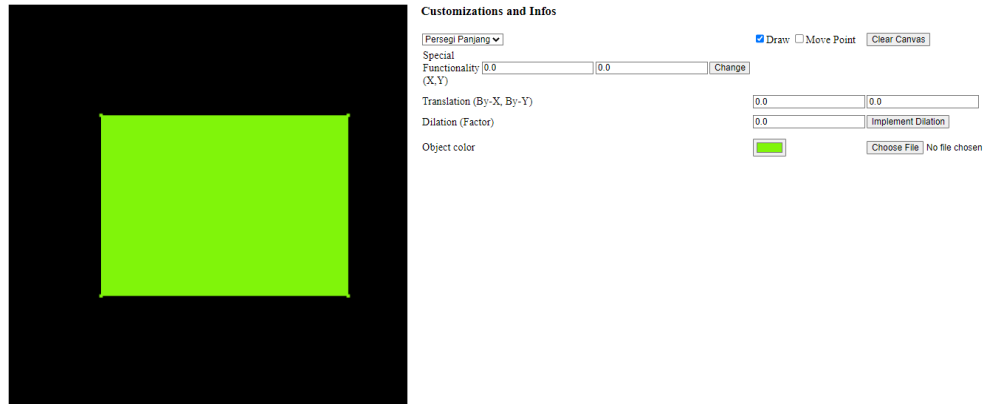 Customizations and Infos
Persegi Panjang Draw Move Point Clear Canvas
Special
Functionality 0.0 0.0 Change
(X,Y)
Translation (By-X, By-Y) 0.0 0.0
Dilation (Factor) 0.0 Implement Dilation
Object color Choose File No file chosen